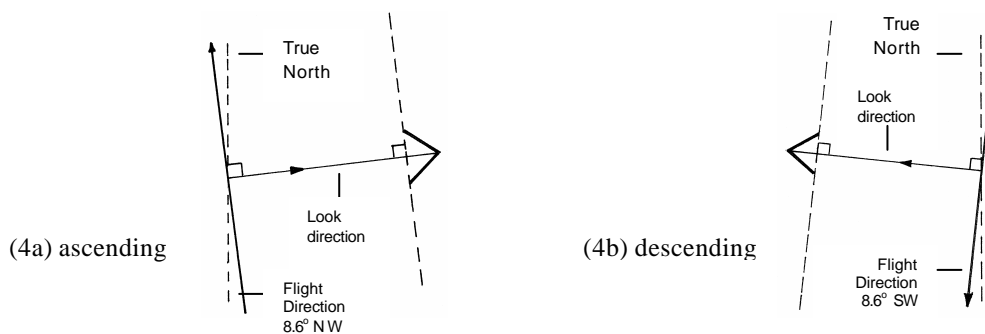 True
North
Look
direction
(4a) ascending
Flight
Direction
8.6° NW
True
North
Look
direction
(4b) descending
Flight
Direction
8.6° SW